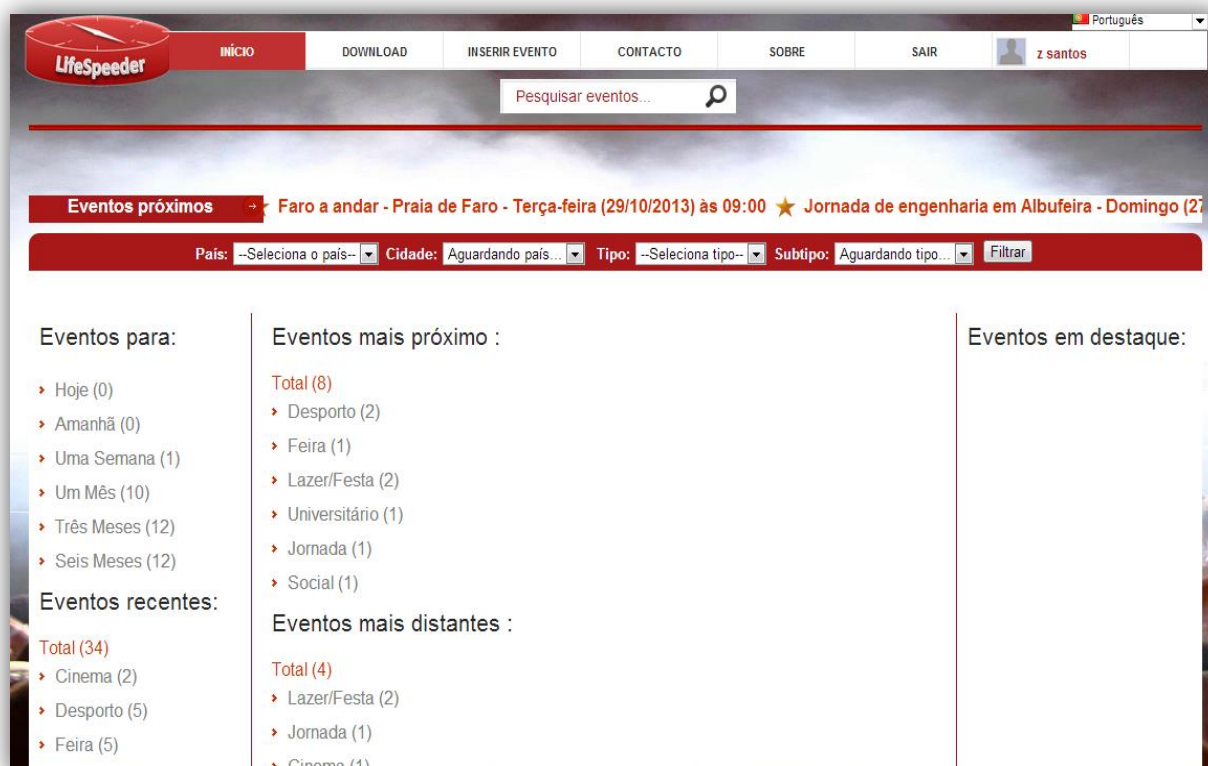 Português
LifeSpeeder
INÍCIO
DOWNLOAD
INSERIR EVENTO
CONTACTO
SOBRE
SAIR
z santos
Pesquisar eventos...
Eventos próximos
Faro a andar - Praia de Faro - Terça-feira (29/10/2013) às 09:00 Jornada de engenharia em Albufeira - Domingo (27
País: --Seleciona o país-- Cidade: Aguardando país... Tipo: --Seleciona tipo-- Subtipo: Aguardando tipo... Filtrar
Eventos para:
Hoje (0)
Amanhã (0)
Uma Semana (1)
Um Mês (10)
Três Meses (12)
Seis Meses (12)
Eventos recentes:
Total (34)
Cinema (2)
Desporto (5)
Feira (5)
Eventos mais próximo :
Total (8)
Desporto (2)
Feira (1)
Lazer/Festa (2)
Universitário (1)
Jornada (1)
Social (1)
Eventos mais distantes :
Total (4)
Lazer/Festa (2)
Jornada (1)
Cinema (1)
Eventos em destaque: